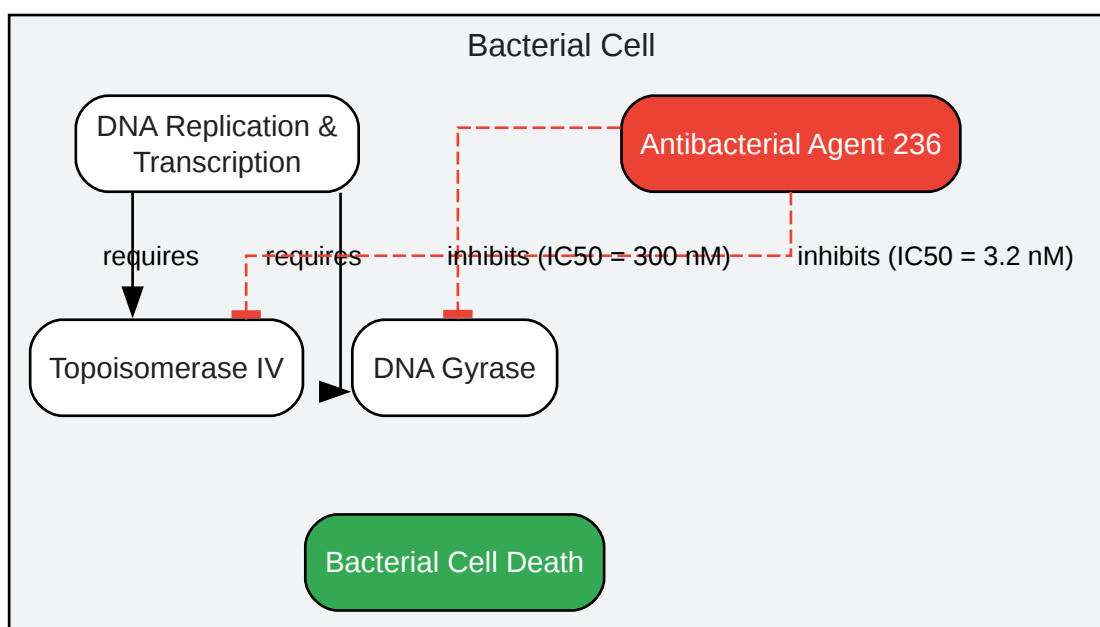 Bacterial Cell
DNA Replication &
Transcription
Antibacterial Agent 236
requires
requires
inhibits (IC50 = 300 nM)
inhibits (IC50 = 3.2 nM)
Topoisomerase IV
DNA Gyrase
Bacterial Cell Death